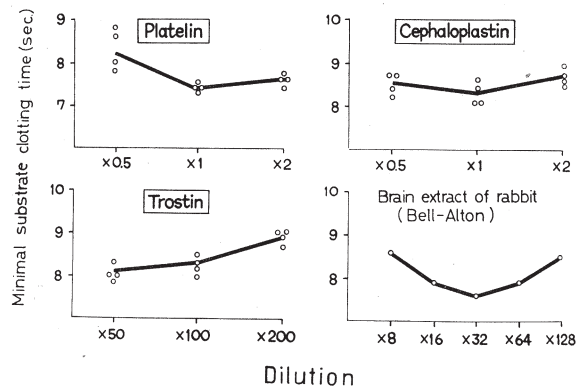 Minimal substrate clotting time (sec.)
Platelin
9
8
7
×0.5 ×1 ×2
Cephaloplastin
10
9
8
×0.5 ×1 ×2
Trostin
10
9
8
×50 ×100 ×200
Brain extract of rabbit
(Bell-Alton)
10
9
8
×8 ×16 ×32 ×64 ×128
Dilution